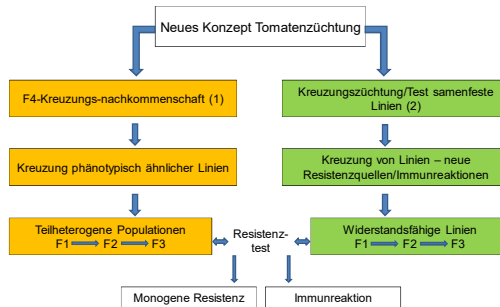 Neues Konzept Tomatenzüchtung
F4-Kreuzungs-nachkommenschaft (1)
Kreuzungszüchtung/Test samenfeste
Linien (2)
Kreuzung phänotypisch ähnlicher Linien
Kreuzung von Linien – neue
Resistenzquellen/Immunreaktionen
Teilheterogene Populationen
F1 F2 F3
Resistenz-
test
Widerstandsfähige Linien
F1 F2 F3
Monogene Resistenz
Immunreaktion